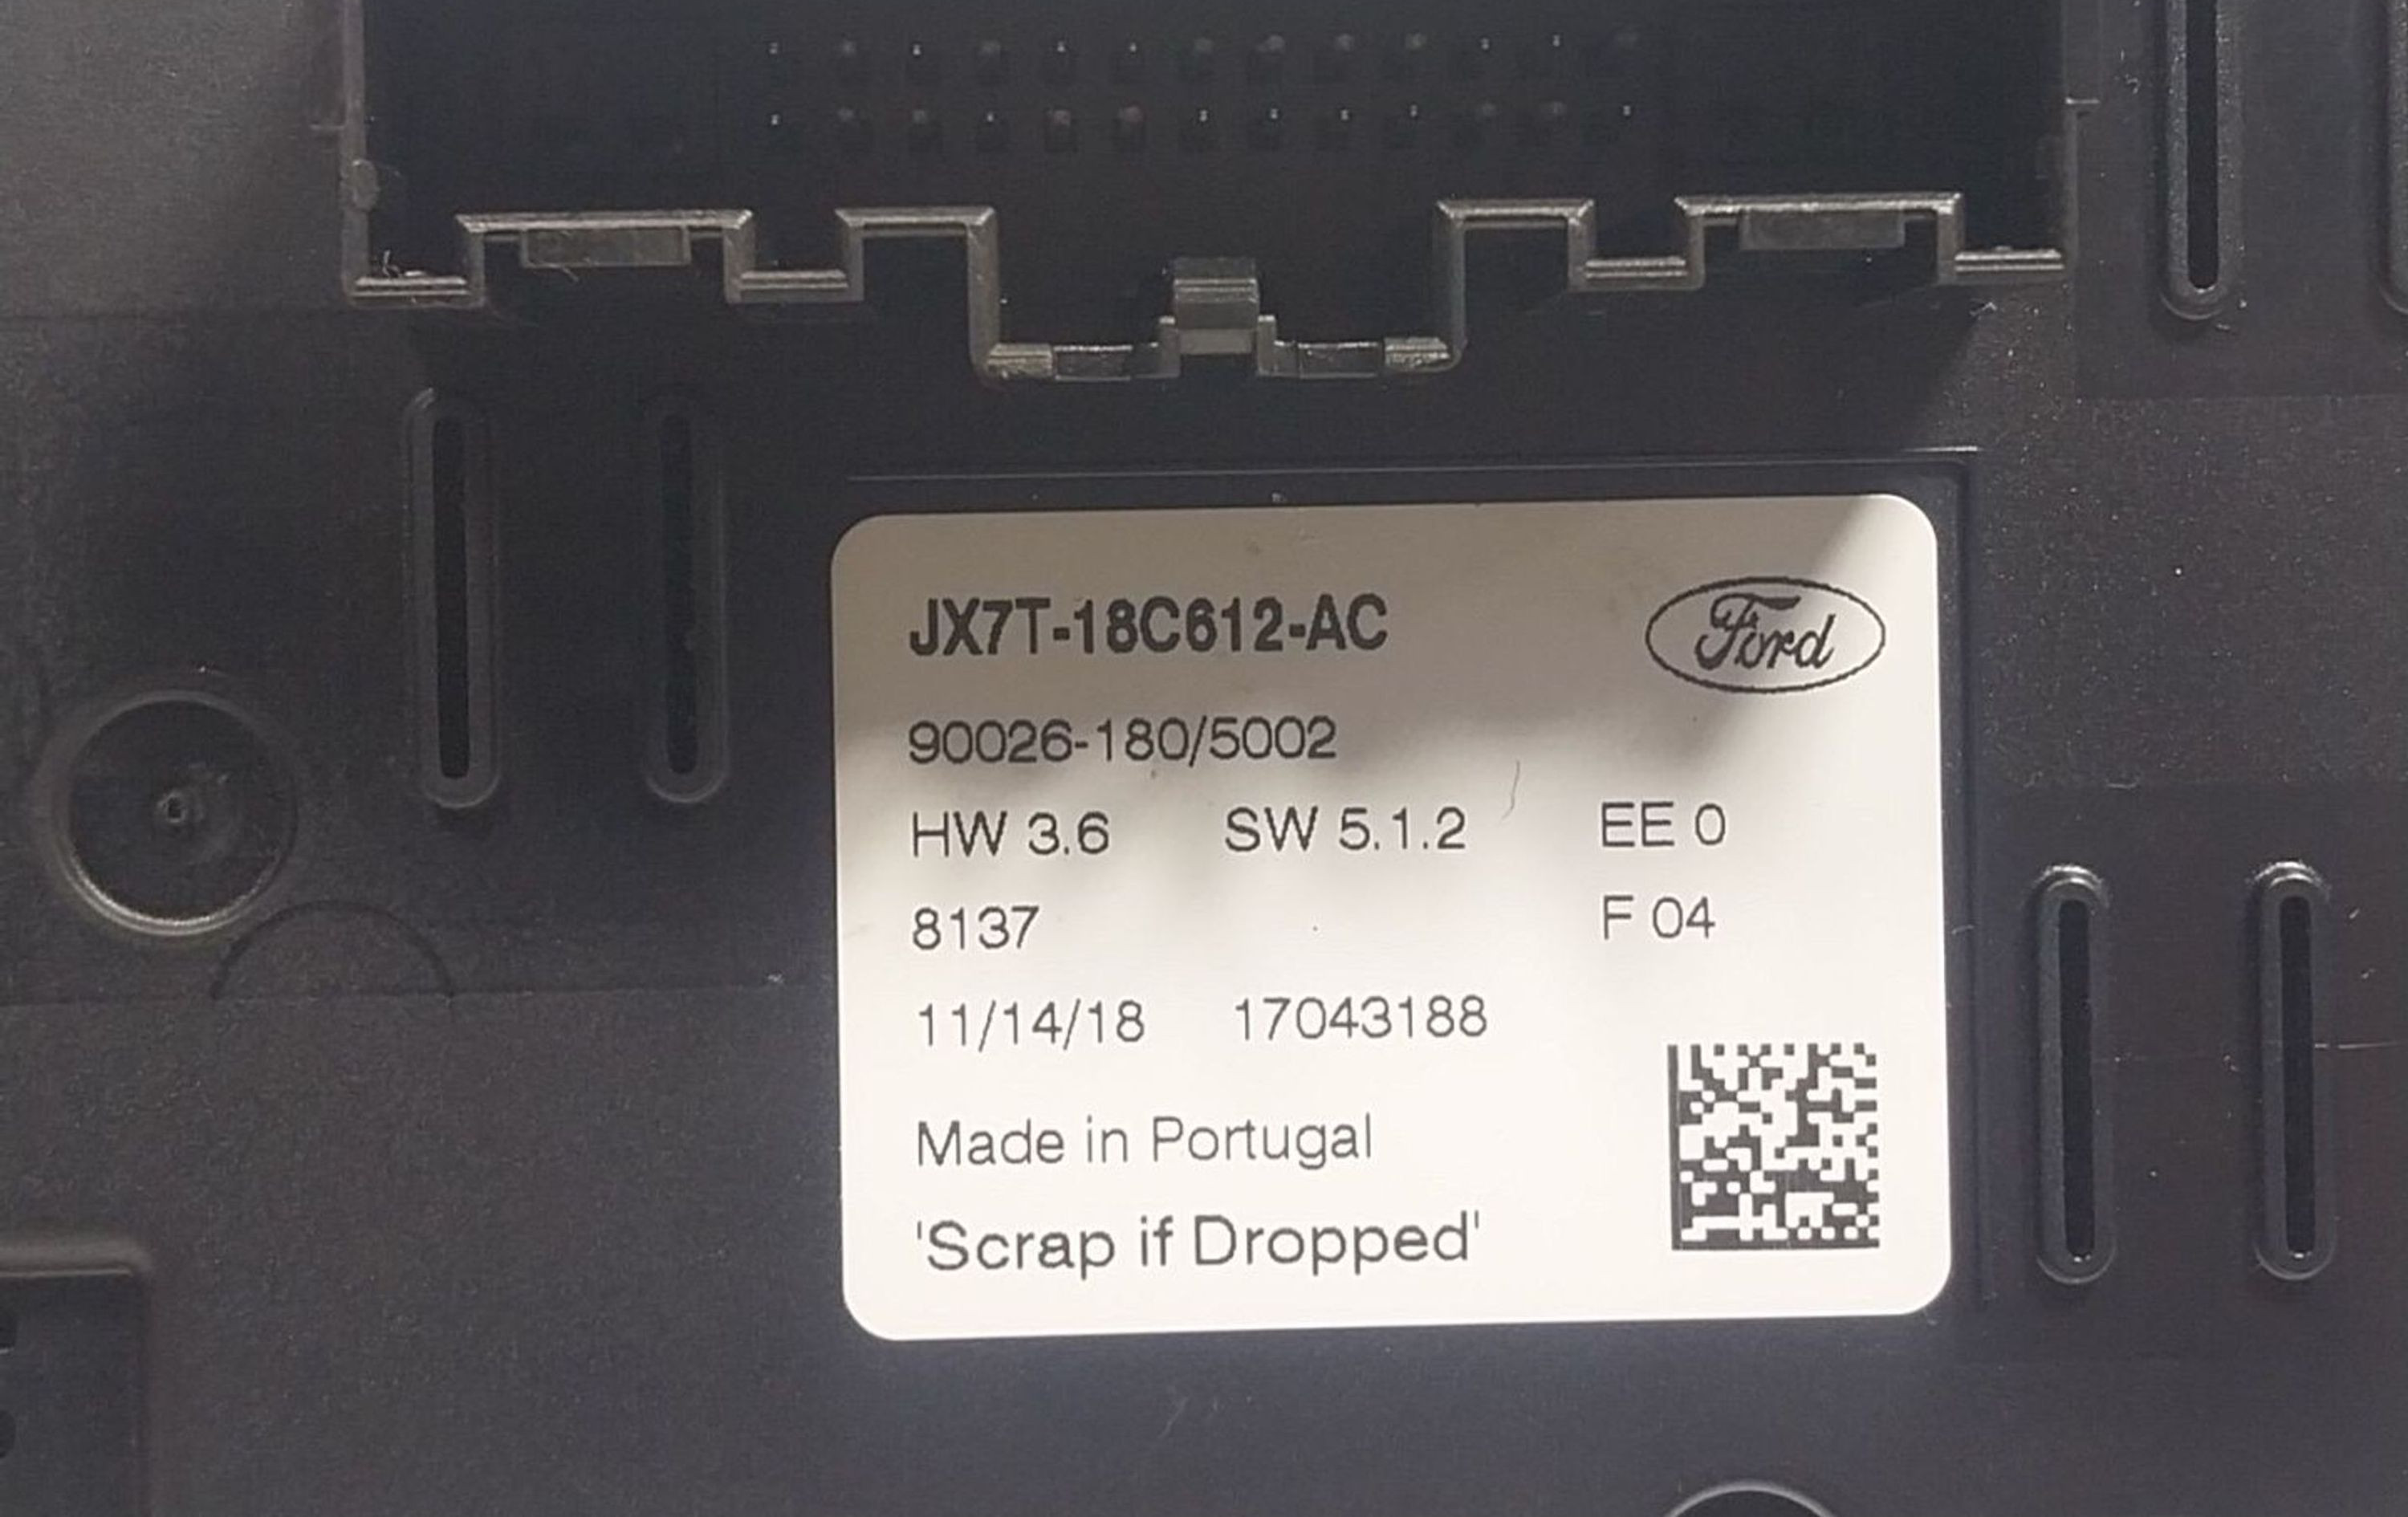 JX7T-18C612-AC
Ford
90026-180/5002
HW 3.6 SW 5.1.2 EE 0
8137 F 04
11/14/18 17043188
Made in Portugal
'Scrap if Dropped'